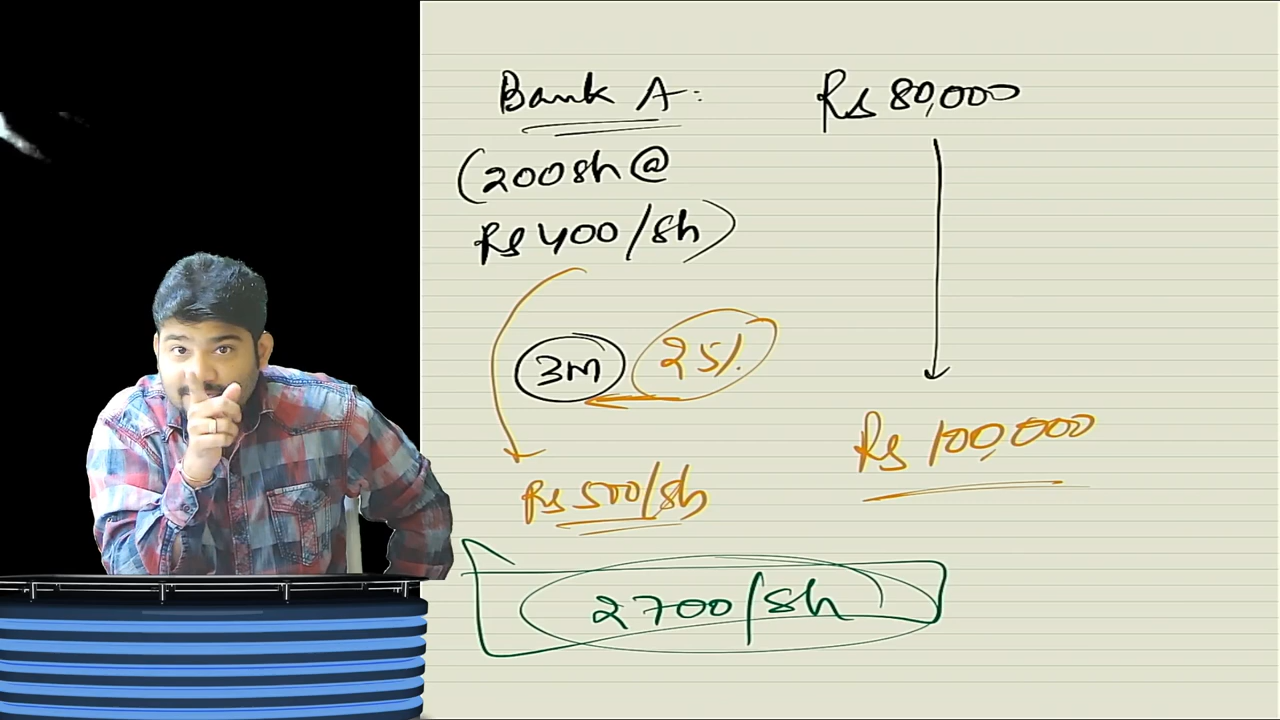 Bank A:
Rs 80,000
(200sh@
Rs 400/sh)
3m
25%
Rs 500/sh
Rs 100,000
2700/sh